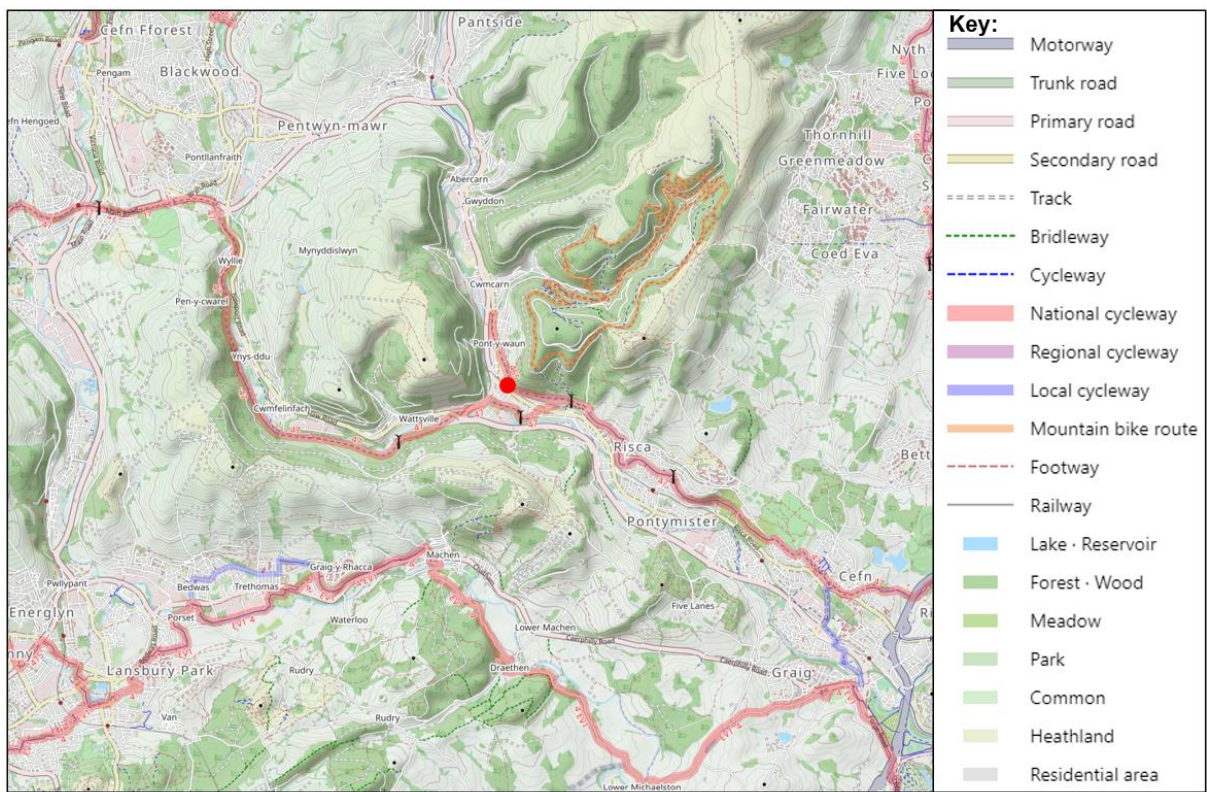 Cefn Fforest
Pantside
Pengam
Blackwood
Nyth
Five Loc
Pentwyn-mawr
Pontllanfraith
Thornhill
Greenmeadow
Abercarn
Gwyddon
Fairwater
Coed Eva
Mynyddislwyn
Wyllie
Pen-y-cwarel
Cwmcarn
Pont-y-waun
Ynys-ddu
Cwmfelinfach
Wattsville
Risca
Bett
Pontymister
Machen
Pwllypant
Bedwas
Trethomas
Graig-y-Rhacca
Cefn
Energlyn
Porset
Waterloo
Five Lanes
Lower Machen
Lansbury Park
Rudry
Draethen
Graig
Van
Rudry
Lower Michaelston
Key:
Motorway
Trunk road
Primary road
Secondary road
Track
Bridleway
Cycleway
National cycleway
Regional cycleway
Local cycleway
Mountain bike route
Footway
Railway
Lake · Reservoir
Forest · Wood
Meadow
Park
Common
Heathland
Residential area